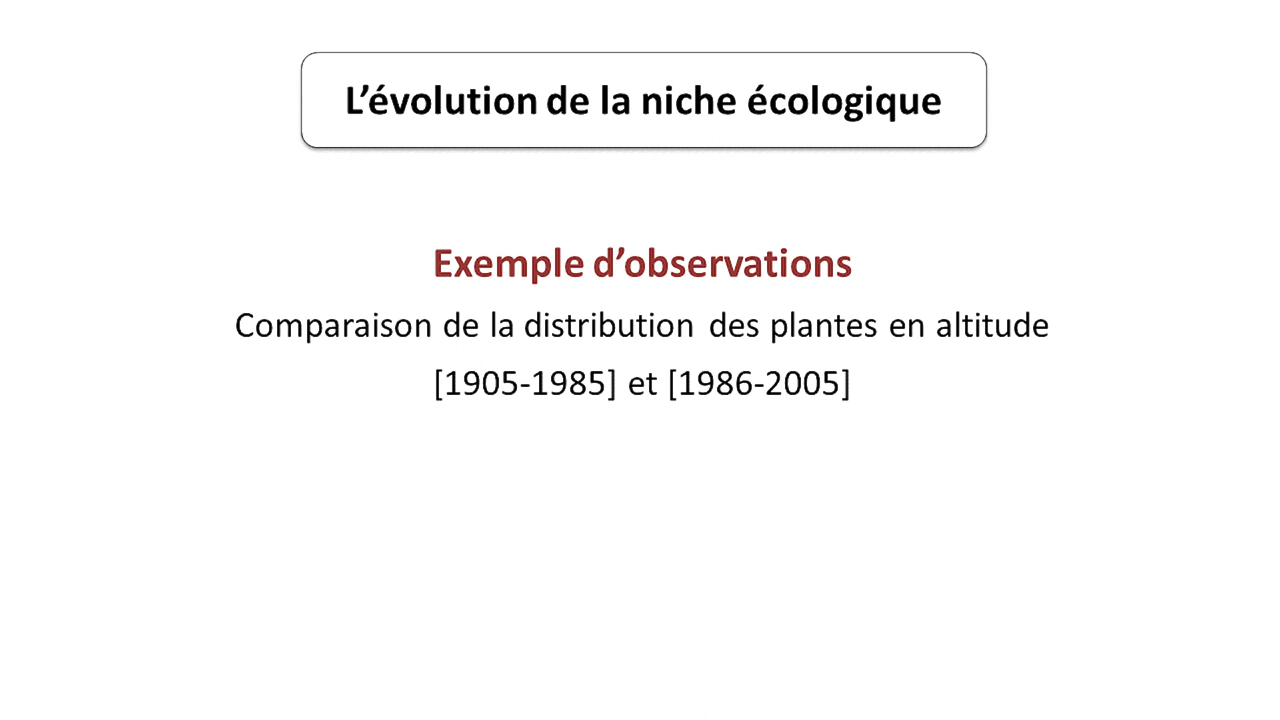 L’évolution de la niche écologique
Exemple d’observations
Comparaison de la distribution des plantes en altitude
[1905-1985] et [1986-2005]